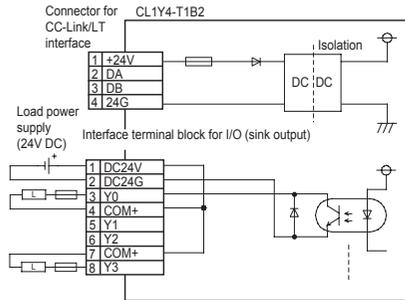 Connector for CL1Y4-T1B2
CC-Link/LT
interface
Isolation
1 +24V
2 DA
3 DB
4 24G
DC DC
Load power
supply
(24V DC)
Interface terminal block for I/O (sink output)
+
1 DC24V
2 DC24G
3 Y0
4 COM+
5 Y1
6 Y2
7 COM+
8 Y3
L
L